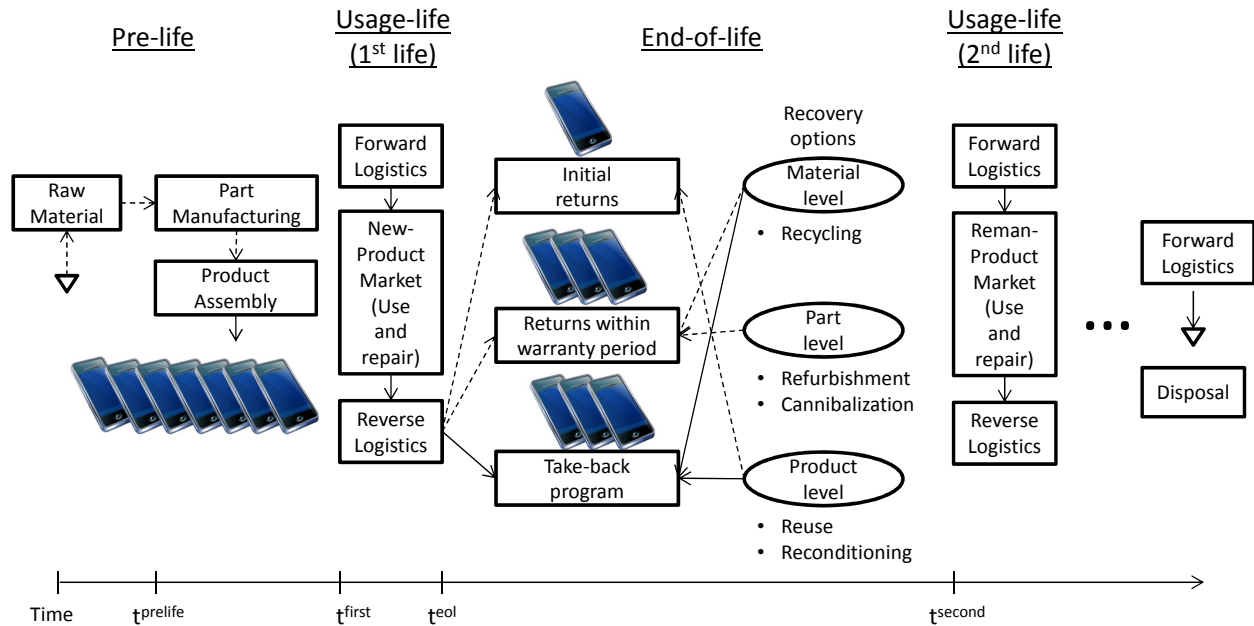 Pre-life
Usage-life
(1st life)
End-of-life
Usage-life
(2nd life)
Raw
Material
Part
Manufacturing
Product
Assembly
Forward
Logistics
New-
Product
Market
(Use
and
repair)
Reverse
Logistics
Initial
returns
Returns within
warranty period
Take-back
program
Recovery
options
Material
level
• Recycling
Part
level
• Refurbishment
• Cannibalization
Product
level
• Reuse
• Reconditioning
Forward
Logistics
Reman-
Product
Market
(Use
and
repair)
Reverse
Logistics
...
Forward
Logistics
Disposal
Time
tprelife
tfirst
teol
tsecond